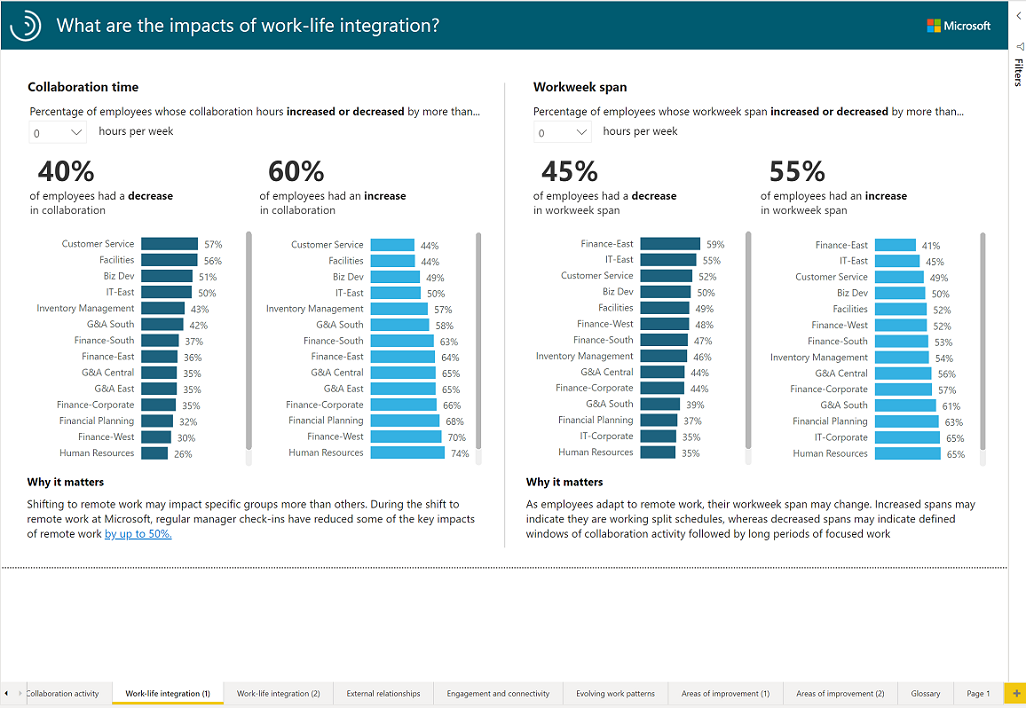 What are the impacts of work-life integration?
Microsoft
Filters
Collaboration time
Percentage of employees whose collaboration hours increased or decreased by more than...
0 hours per week
40%
of employees had a decrease
in collaboration
60%
of employees had an increase
in collaboration
Customer Service 57%
Facilities 56%
Biz Dev 51%
IT-East 50%
Inventory Management 43%
G&A South 42%
Finance-South 37%
Finance-East 36%
G&A Central 35%
G&A East 35%
Finance-Corporate 35%
Financial Planning 32%
Finance-West 30%
Human Resources 26%
Customer Service 44%
Facilities 44%
Biz Dev 49%
IT-East 50%
Inventory Management 57%
G&A South 58%
Finance-South 63%
Finance-East 64%
G&A Central 65%
G&A East 65%
Finance-Corporate 66%
Financial Planning 68%
Finance-West 70%
Human Resources 74%
Why it matters
Shifting to remote work may impact specific groups more than others. During the shift to
remote work at Microsoft, regular manager check-ins have reduced some of the key impacts
of remote work by up to 50%.
Workweek span
Percentage of employees whose workweek span increased or decreased by more than...
0 hours per week
45%
of employees had a decrease
in workweek span
55%
of employees had an increase
in workweek span
Finance-East 59%
IT-East 55%
Customer Service 52%
Biz Dev 50%
Facilities 49%
Finance-West 48%
Finance-South 47%
Inventory Management 46%
G&A Central 44%
Finance-Corporate 44%
G&A South 39%
Financial Planning 37%
IT-Corporate 35%
Human Resources 35%
Finance-East 41%
IT-East 45%
Customer Service 49%
Biz Dev 50%
Facilities 52%
Finance-West 52%
Finance-South 53%
Inventory Management 54%
G&A Central 56%
Finance-Corporate 57%
G&A South 61%
Financial Planning 63%
IT-Corporate 65%
Human Resources 65%
Why it matters
As employees adapt to remote work, their workweek span may change. Increased spans may
indicate they are working split schedules, whereas decreased spans may indicate defined
windows of collaboration activity followed by long periods of focused work
Collaboration activity
Work-life integration (1)
Work-life integration (2)
External relationships
Engagement and connectivity
Evolving work patterns
Areas of improvement (1)
Areas of improvement (2)
Glossary
Page 1
+